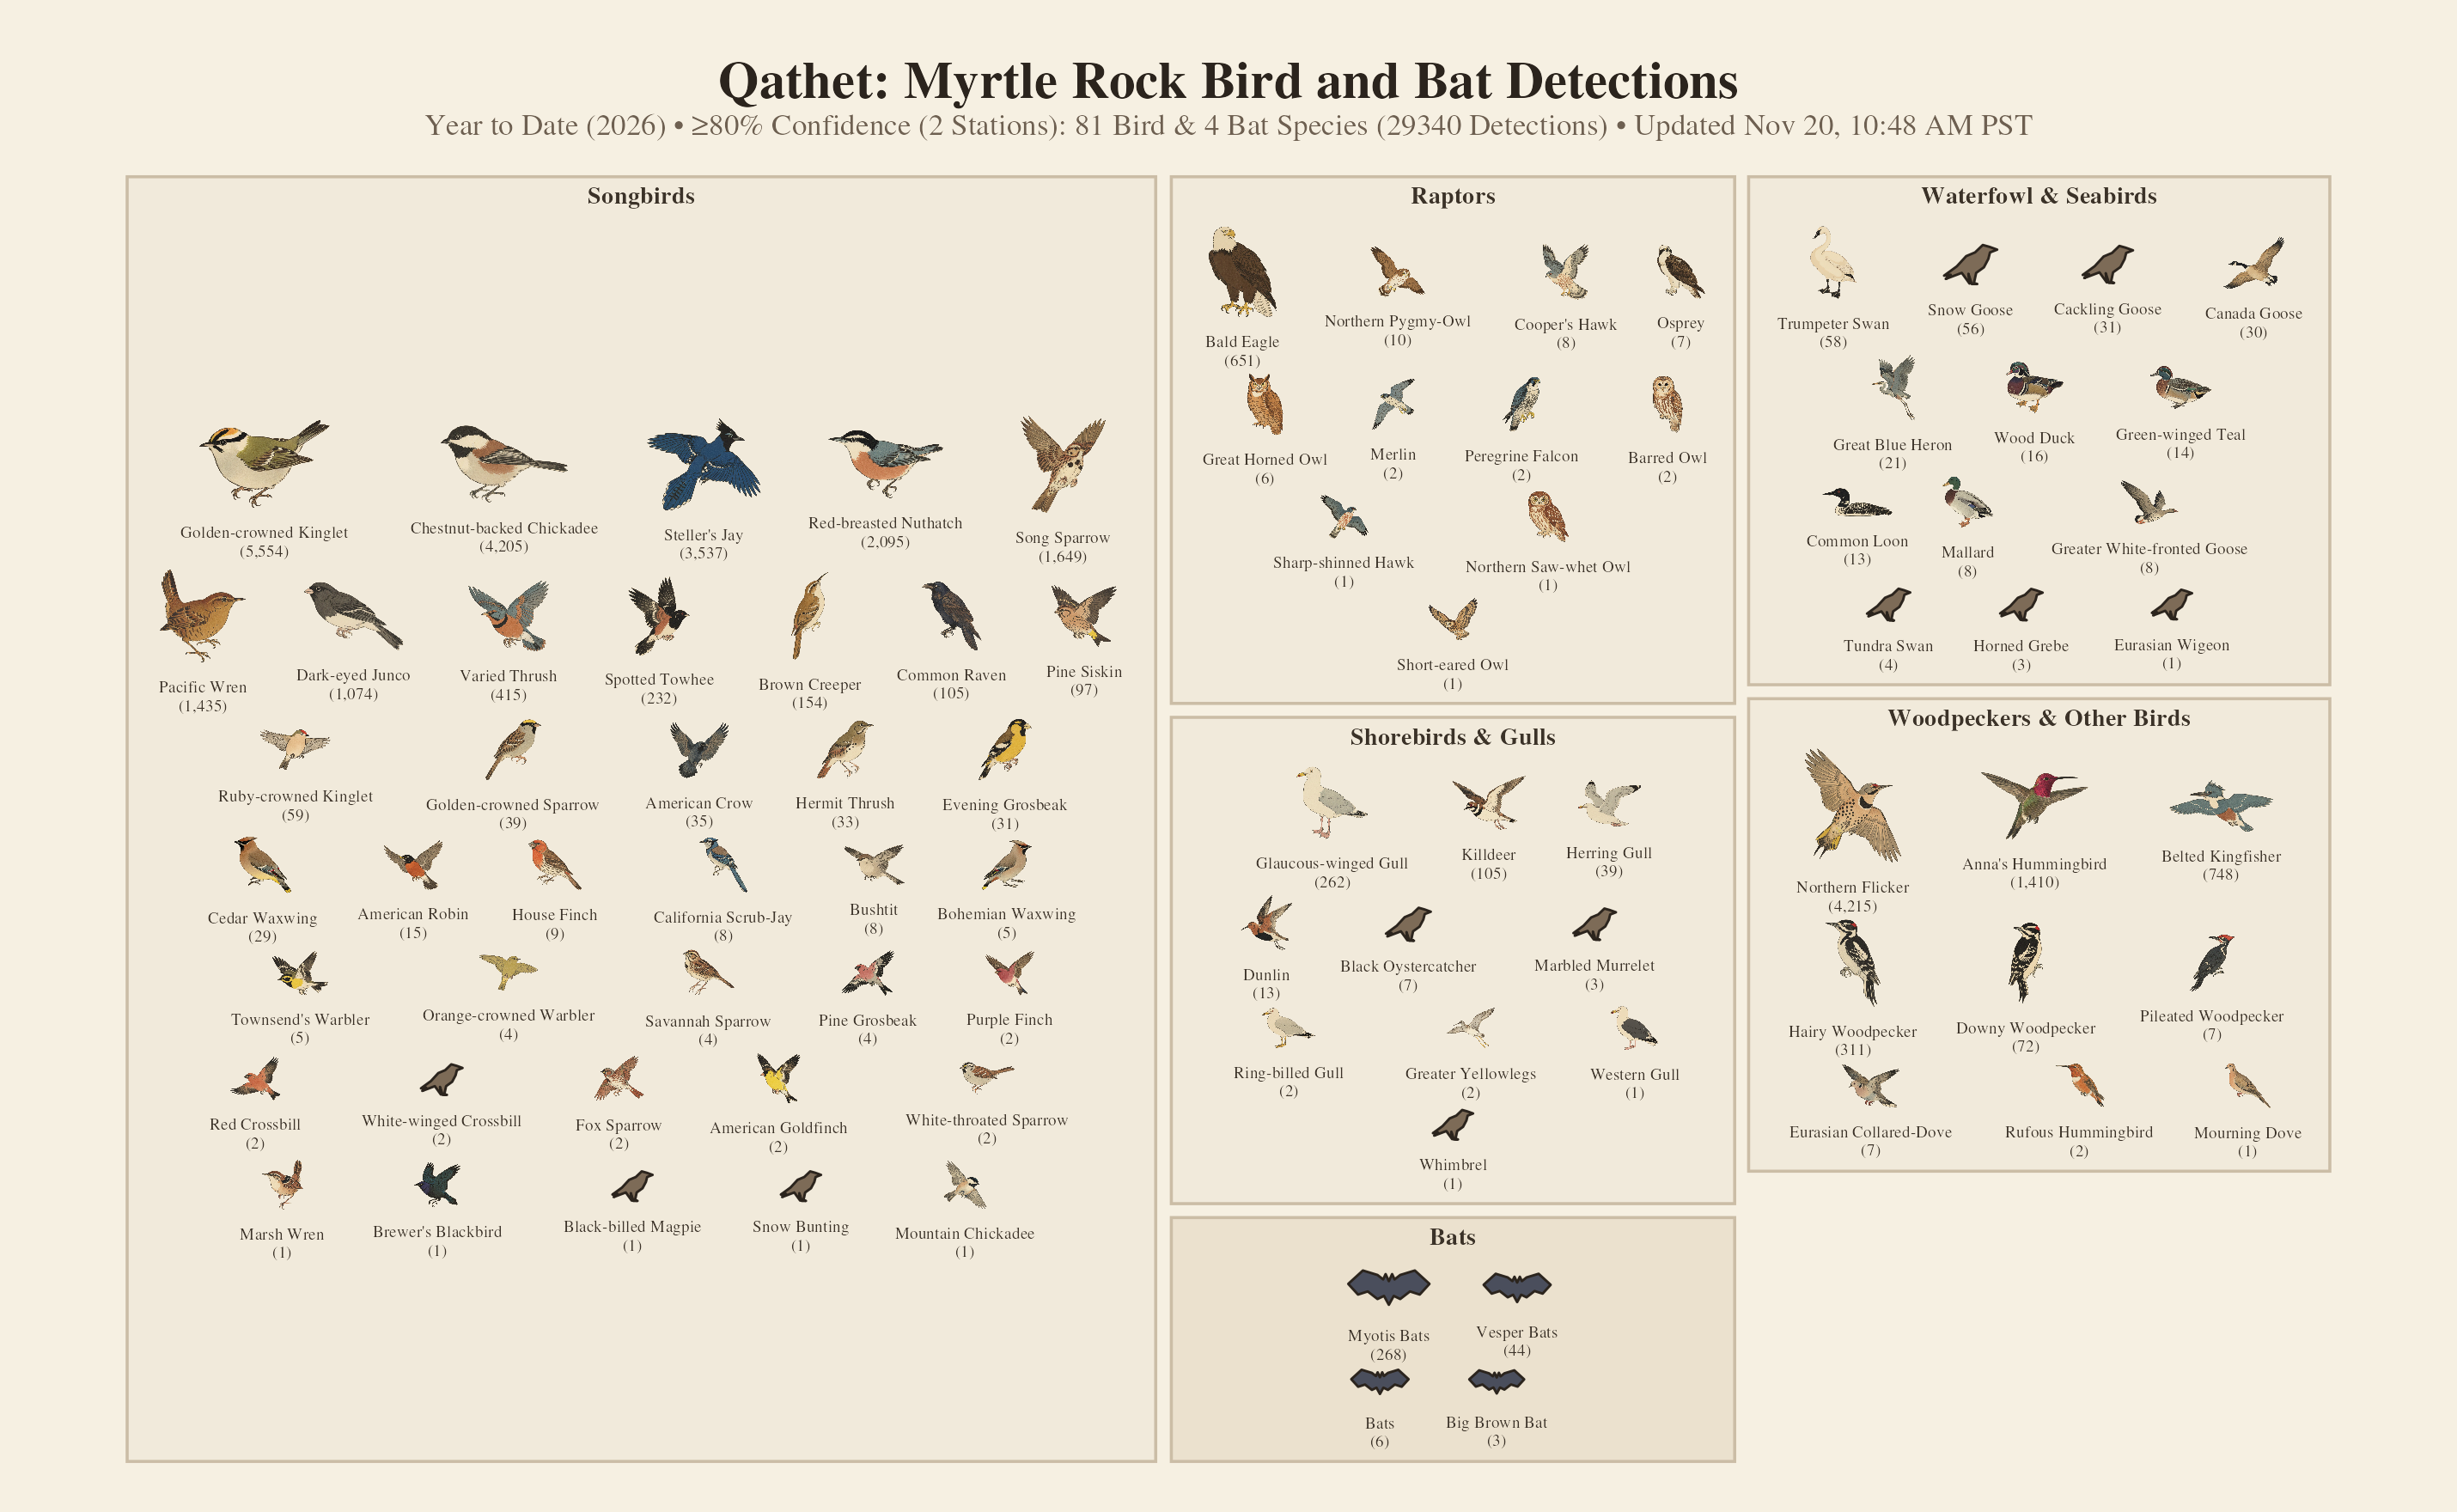 Qathet: Myrtle Rock Bird and Bat Detections
Year to Date (2026) • ≥80% Confidence (2 Stations): 81 Bird & 4 Bat Species (29340 Detections) • Updated Nov 20, 10:48 AM PST
Songbirds
Golden-crowned Kinglet
(5,554)
Chestnut-backed Chickadee
(4,205)
Steller's Jay
(3,537)
Red-breasted Nuthatch
(2,095)
Song Sparrow
(1,649)
Pacific Wren
(1,435)
Dark-eyed Junco
(1,074)
Varied Thrush
(415)
Spotted Towhee
(232)
Brown Creeper
(154)
Common Raven
(105)
Pine Siskin
(97)
Ruby-crowned Kinglet
(59)
Golden-crowned Sparrow
(39)
American Crow
(35)
Hermit Thrush
(33)
Evening Grosbeak
(31)
Cedar Waxwing
(29)
American Robin
(15)
House Finch
(9)
California Scrub-Jay
(8)
Bushtit
(8)
Bohemian Waxwing
(5)
Townsend's Warbler
(5)
Orange-crowned Warbler
(4)
Savannah Sparrow
(4)
Pine Grosbeak
(4)
Purple Finch
(2)
Red Crossbill
(2)
White-winged Crossbill
(2)
Fox Sparrow
(2)
American Goldfinch
(2)
White-throated Sparrow
(2)
Marsh Wren
(1)
Brewer's Blackbird
(1)
Black-billed Magpie
(1)
Snow Bunting
(1)
Mountain Chickadee
(1)
Raptors
Bald Eagle
(651)
Northern Pygmy-Owl
(10)
Cooper's Hawk
(8)
Osprey
(7)
Great Horned Owl
(6)
Merlin
(2)
Peregrine Falcon
(2)
Barred Owl
(2)
Sharp-shinned Hawk
(1)
Northern Saw-whet Owl
(1)
Short-eared Owl
(1)
Shorebirds & Gulls
Glaucous-winged Gull
(262)
Killdeer
(105)
Herring Gull
(39)
Dunlin
(13)
Black Oystercatcher
(7)
Marbled Murrelet
(3)
Ring-billed Gull
(2)
Greater Yellowlegs
(2)
Western Gull
(1)
Whimbrel
(1)
Bats
Myotis Bats
(268)
Vesper Bats
(44)
Bats
(6)
Big Brown Bat
(3)
Waterfowl & Seabirds
Trumpeter Swan
(58)
Snow Goose
(56)
Cackling Goose
(31)
Canada Goose
(30)
Great Blue Heron
(21)
Wood Duck
(16)
Green-winged Teal
(14)
Common Loon
(13)
Mallard
(8)
Greater White-fronted Goose
(8)
Tundra Swan
(4)
Horned Grebe
(3)
Eurasian Wigeon
(1)
Woodpeckers & Other Birds
Northern Flicker
(4,215)
Anna's Hummingbird
(1,410)
Belted Kingfisher
(748)
Hairy Woodpecker
(311)
Downy Woodpecker
(72)
Pileated Woodpecker
(7)
Eurasian Collared-Dove
(7)
Rufous Hummingbird
(2)
Mourning Dove
(1)